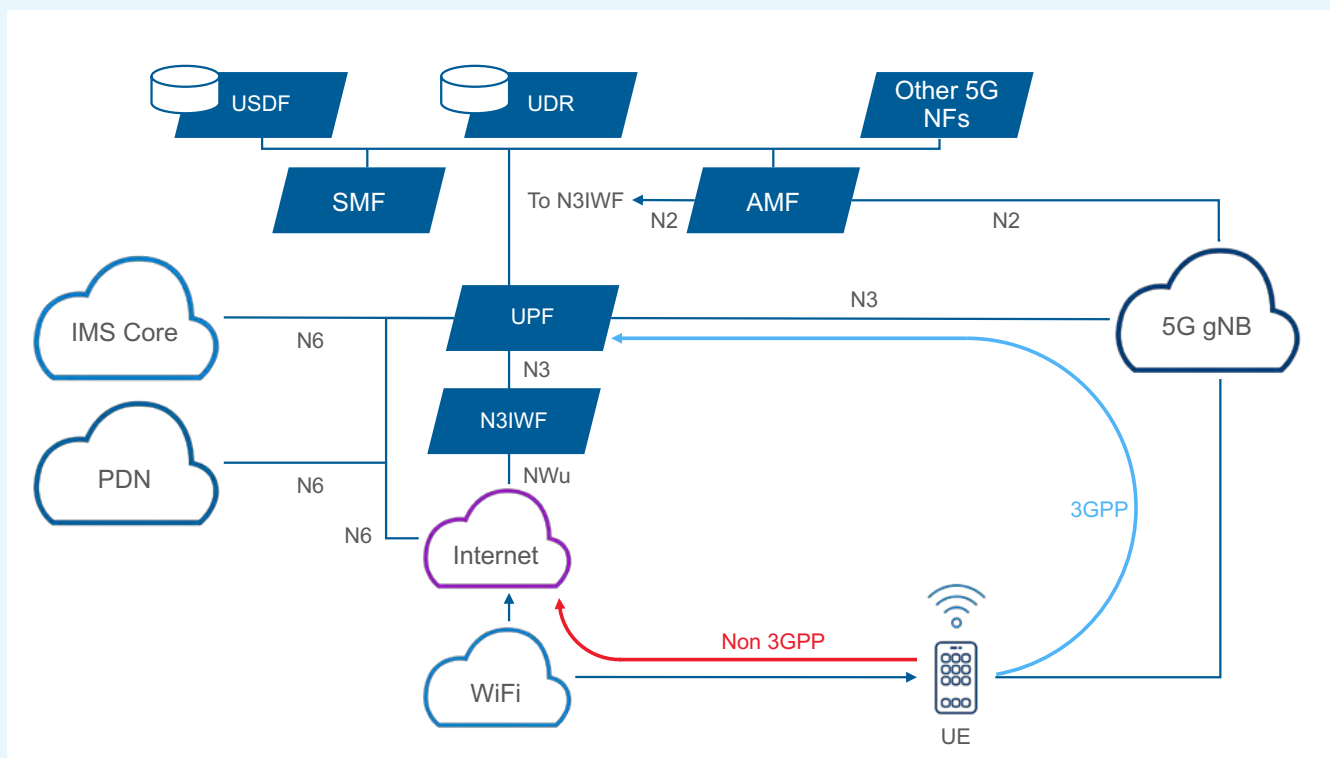 USDF
UDR
Other 5G
NFs
SMF
To N3IWF
N2
AMF
N2
IMS Core
N6
UPF
N3
5G gNB
N3
N3IWF
PDN
N6
NWu
N6
Internet
3GPP
Non 3GPP
WiFi
UE